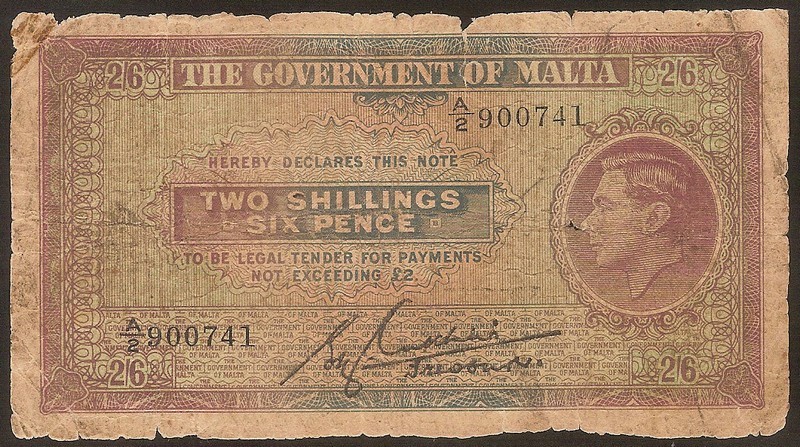 2/6 THE GOVERNMENT OF MALTA 2/6
A/2 900741
HEREBY DECLARES THIS NOTE
TWO SHILLINGS
SIX PENCE
TO BE LEGAL TENDER FOR PAYMENTS
NOT EXCEEDING £2.
A/2 900741
2/6 2/6